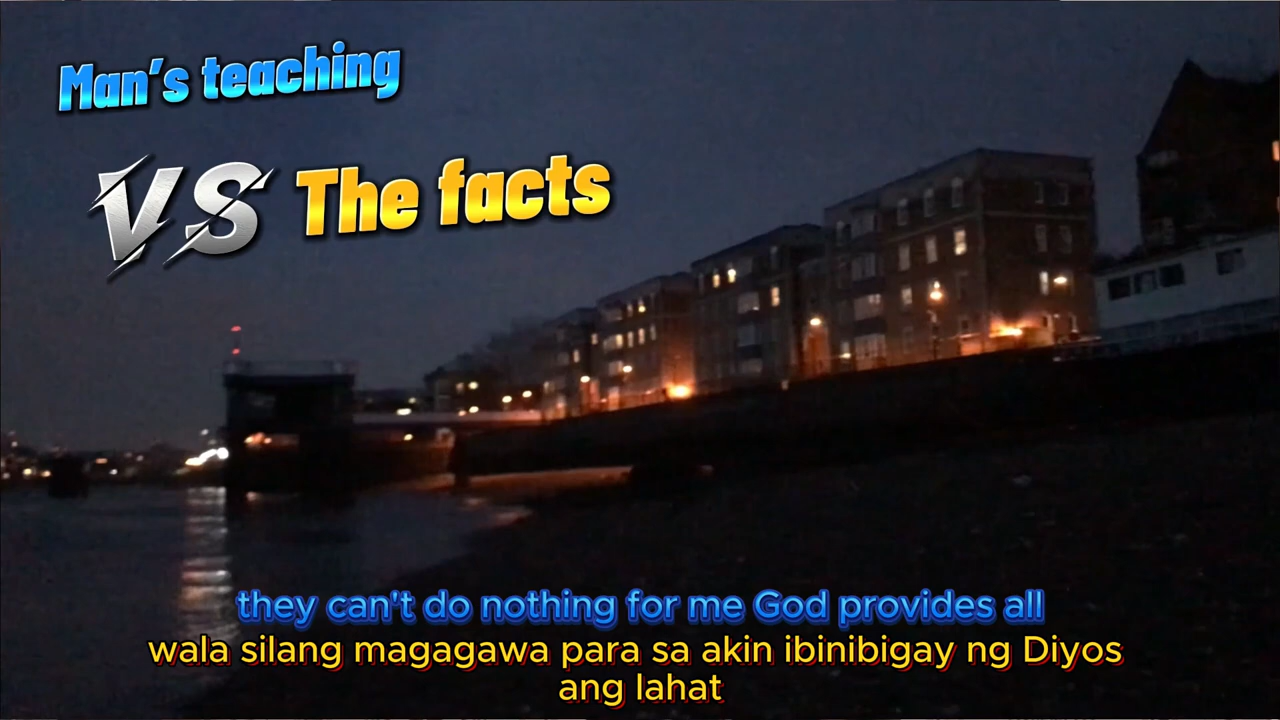 Man's teaching
VS The facts
they can't do nothing for me God provides all
wala silang magagawa para sa akin ibinibigay ng Diyos
ang lahat